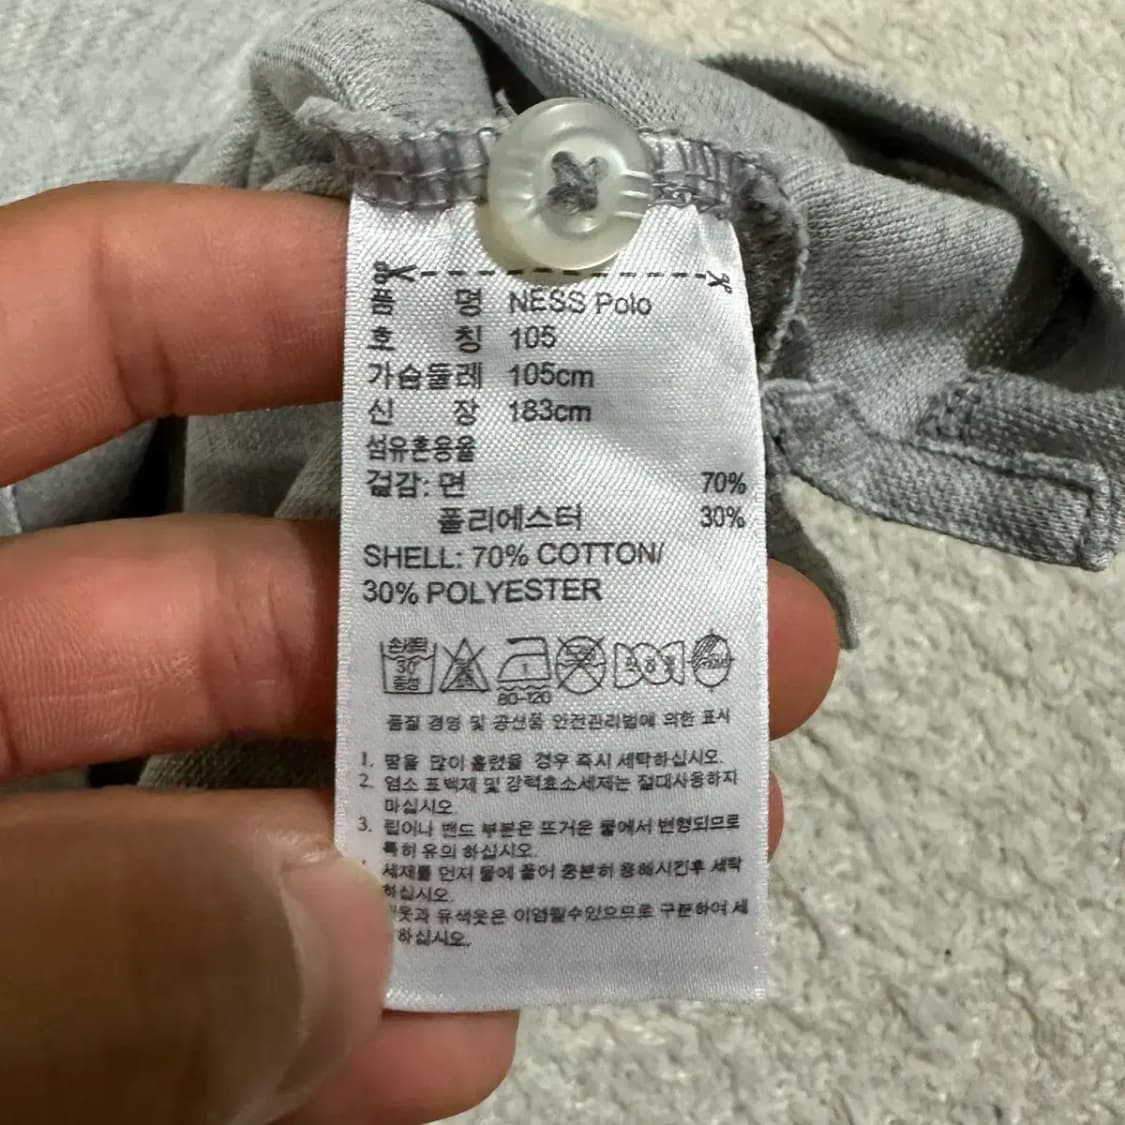 품 명 NESS Polo
호 칭 105
가슴둘레 105cm
신 장 183cm
섬유혼용율
겉감: 면 70%
폴리에스터 30%
SHELL: 70% COTTON/
30% POLYESTER
손세탁
30°
중성
1
80-120
품질 경영 및 공산품 안전관리법에 의한 표시
1. 땀을 많이 흘렸을 경우 즉시 세탁하십시오.
2. 염소 표백제 및 강력효소세제는 절대사용하지
마십시오
3. 립이나 밴드 부분은 뜨거운 물에서 변형되므로
특히 유의 하십시오.
세제를 먼저 물에 풀어 충분히 용해시킨후 세탁
하십시오.
유색옷은 이염될수있으므로 구분하여 세
하십시오.